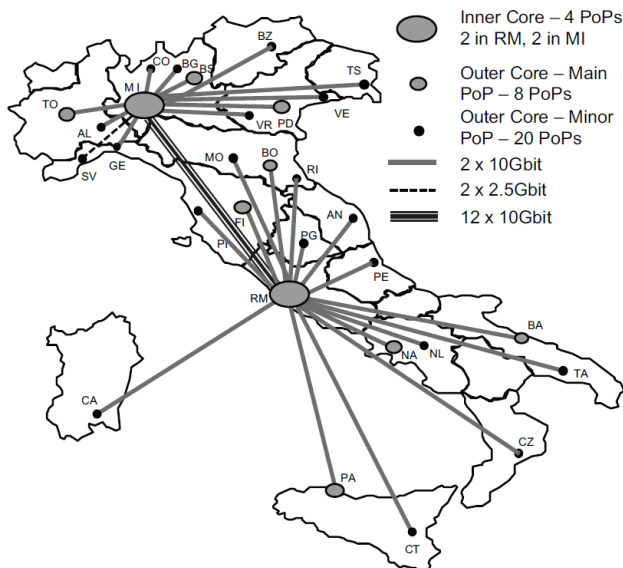 Inner Core – 4 PoPs
2 in RM, 2 in MI
Outer Core – Main
PoP – 8 PoPs
Outer Core – Minor
PoP – 20 PoPs
2 x 10Gbit
2 x 2.5Gbit
12 x 10Gbit
BZ
CO
BG
BS
TS
MI
TO
PD
VE
VR
AL
GE
SV
MO
BO
RI
FI
AN
PI
PG
PE
RM
BA
NA
NL
TA
CA
CZ
PA
CT